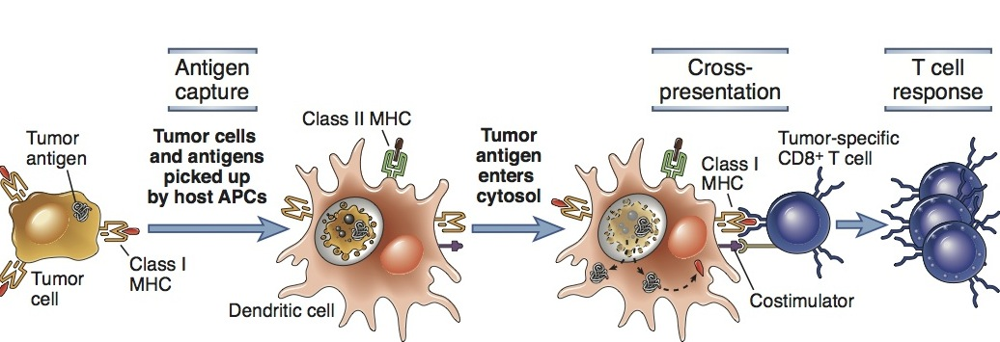 Antigen
capture
Cross-
presentation
T cell
response
Tumor
antigen
Tumor cells
and antigens
picked up
by host APCs
Class II MHC
Tumor
antigen
enters
cytosol
Class I
MHC
Tumor-specific
CD8⁺ T cell
Class I
MHC
Tumor
cell
Dendritic cell
Costimulator